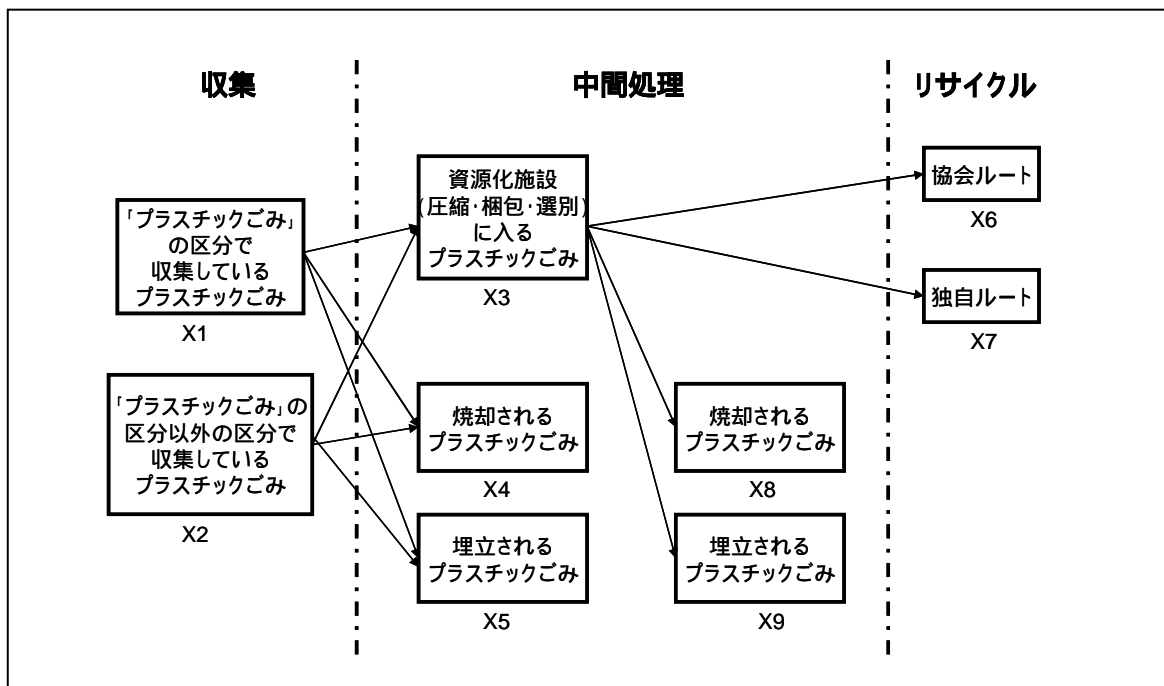 収集
中間処理
リサイクル
「プラスチックごみ」
の区分で
収集している
プラスチックごみ
X1
「プラスチックごみ」の
区分以外の区分で
収集している
プラスチックごみ
X2
資源化施設
(圧縮・梱包・選別)
に入る
プラスチックごみ
X3
焼却される
プラスチックごみ
X4
埋立される
プラスチックごみ
X5
焼却される
プラスチックごみ
X8
埋立される
プラスチックごみ
X9
協会ルート
X6
独自ルート
X7